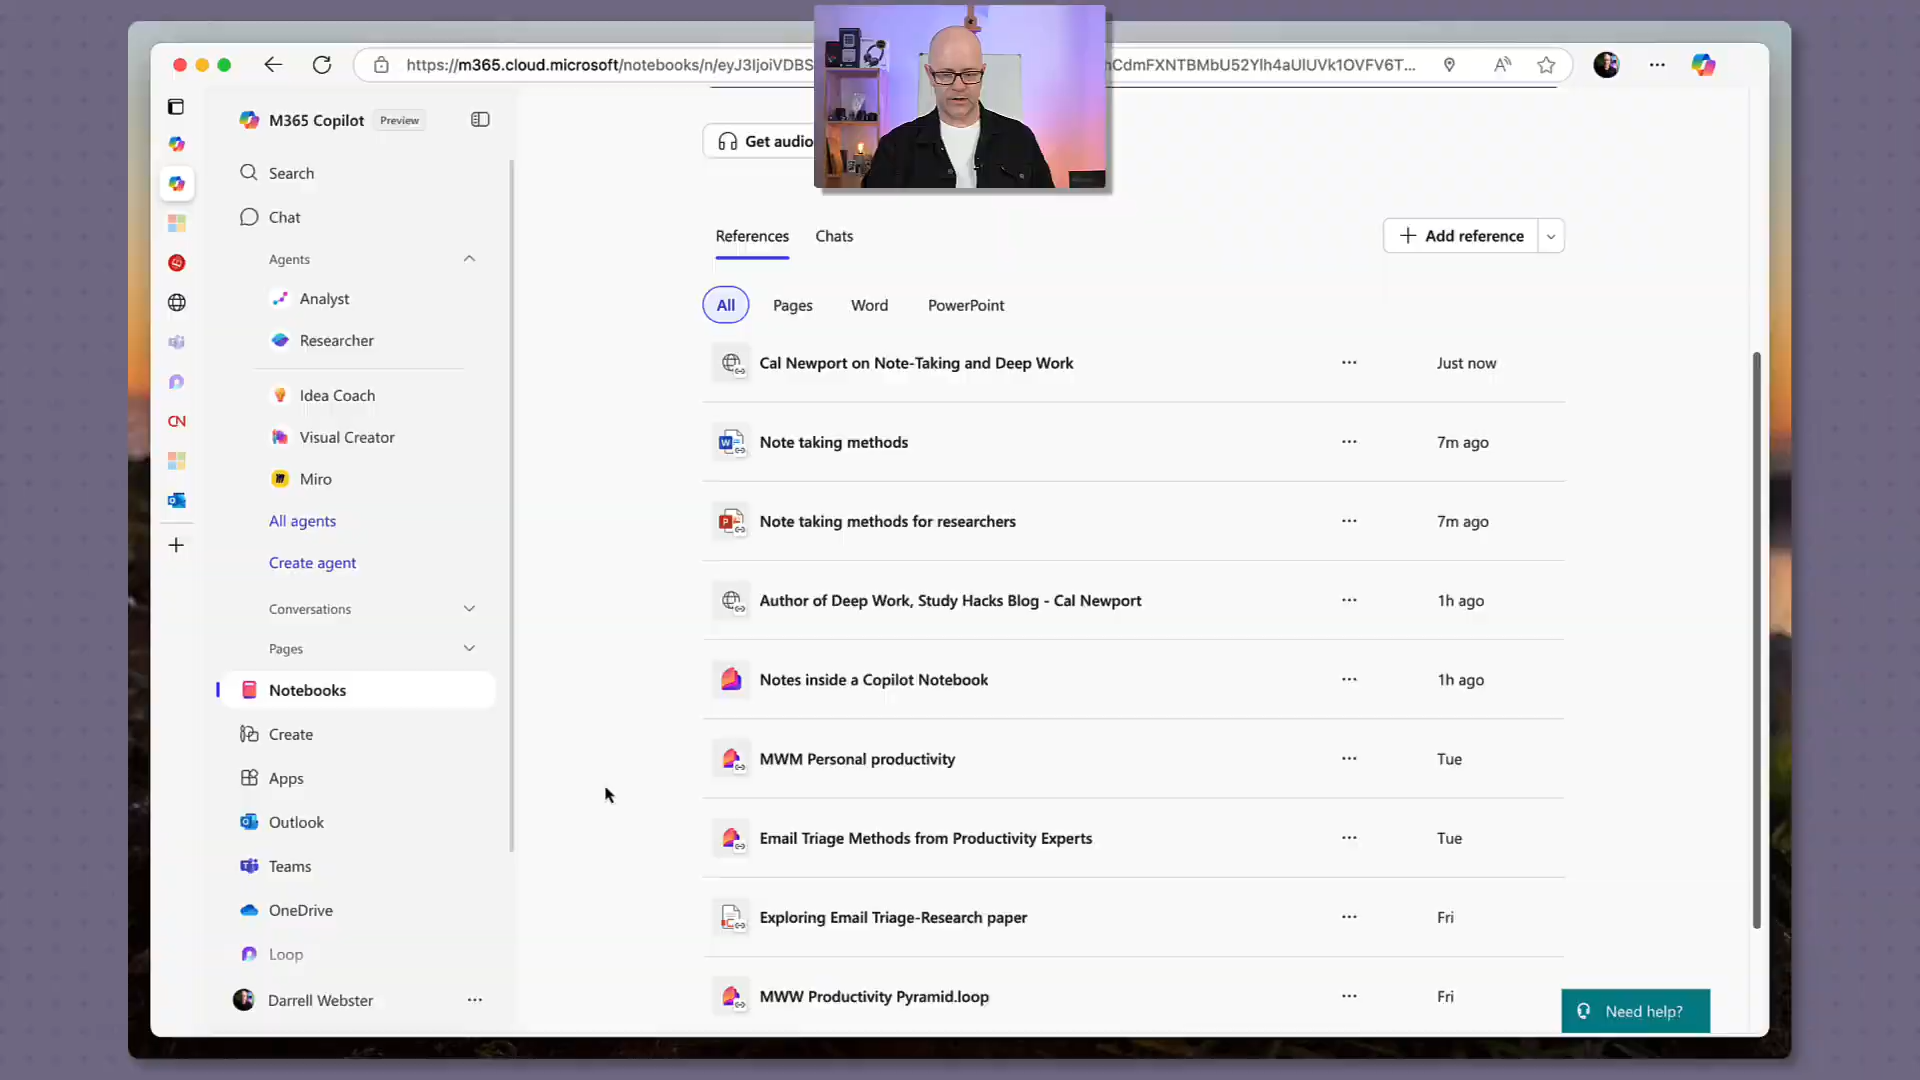 https://m365.cloud.microsoft/notebooks/n/eyJ3IjoiVDBS
CdmFXNTBMbU52Ylh4aUlUVk1OVFV6T...
M365 Copilot
Preview
Search
Chat
Agents
Analyst
Researcher
Idea Coach
Visual Creator
Miro
All agents
Create agent
Conversations
Pages
Notebooks
Create
Apps
Outlook
Teams
OneDrive
Loop
Darrell Webster
CN
Get audio
References
Chats
Add reference
All
Pages
Word
PowerPoint
Cal Newport on Note-Taking and Deep Work
Just now
Note taking methods
7m ago
Note taking methods for researchers
7m ago
Author of Deep Work, Study Hacks Blog - Cal Newport
1h ago
Notes inside a Copilot Notebook
1h ago
MWM Personal productivity
Tue
Email Triage Methods from Productivity Experts
Tue
Exploring Email Triage-Research paper
Fri
MWW Productivity Pyramid.loop
Fri
Need help?